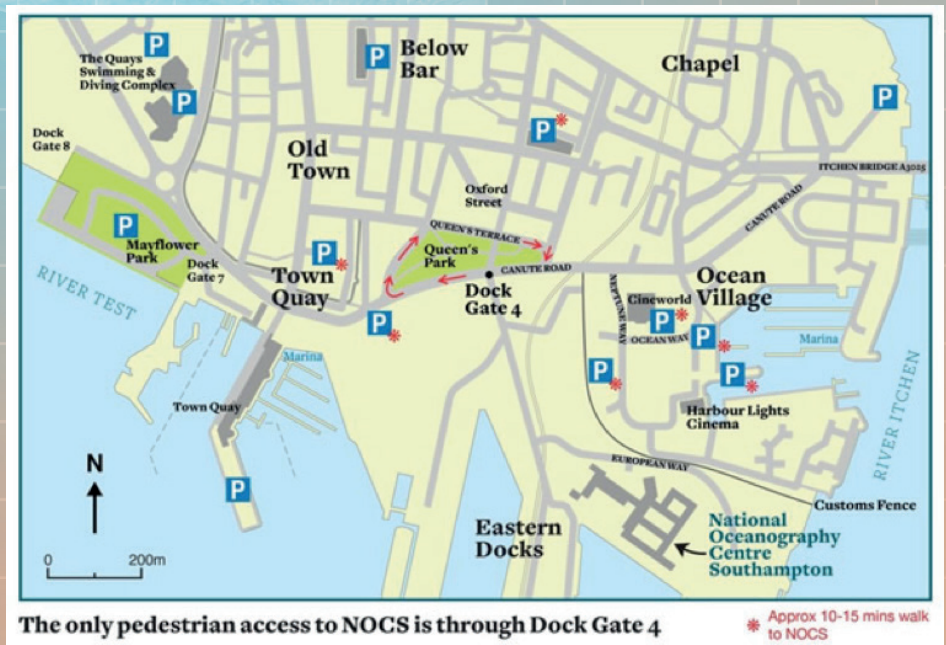 P
The Quays
Swimming &
Diving Complex
P
P
Below
Bar
Chapel
P
P
Dock
Gate 8
Old
Town
ITCHEN BRIDGE A3025
Oxford
Street
CANUTE ROAD
P
Mayflower
Park
QUEEN'S TERRACE
Queen's
Park
P
Dock
Gate 7
Town
Quay
CANUTE ROAD
Dock
Gate 4
RIVER TEST
NEPTUNE WAY
Ocean
Village
Cineworld
P
P
OCEAN WAY
P
Marina
Marina
P
P
Town Quay
Harbour Lights
Cinema
RIVER ITCHEN
EUROPEAN WAY
N
P
Customs Fence
Eastern
Docks
National
Oceanography
Centre
Southampton
0 200m
The only pedestrian access to NOCS is through Dock Gate 4
* Approx 10-15 mins walk
to NOCS